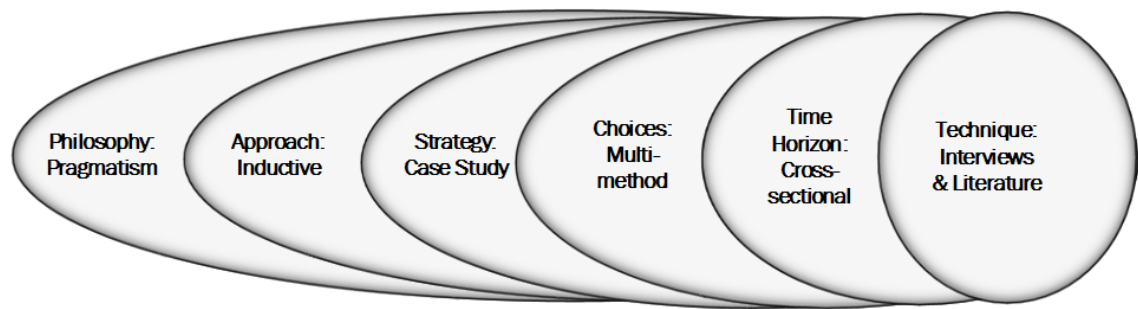 Philosophy:
Pragmatism
Approach:
Inductive
Strategy:
Case Study
Choices:
Multi-
method
Time
Horizon:
Cross-
sectional
Technique:
Interviews
& Literature